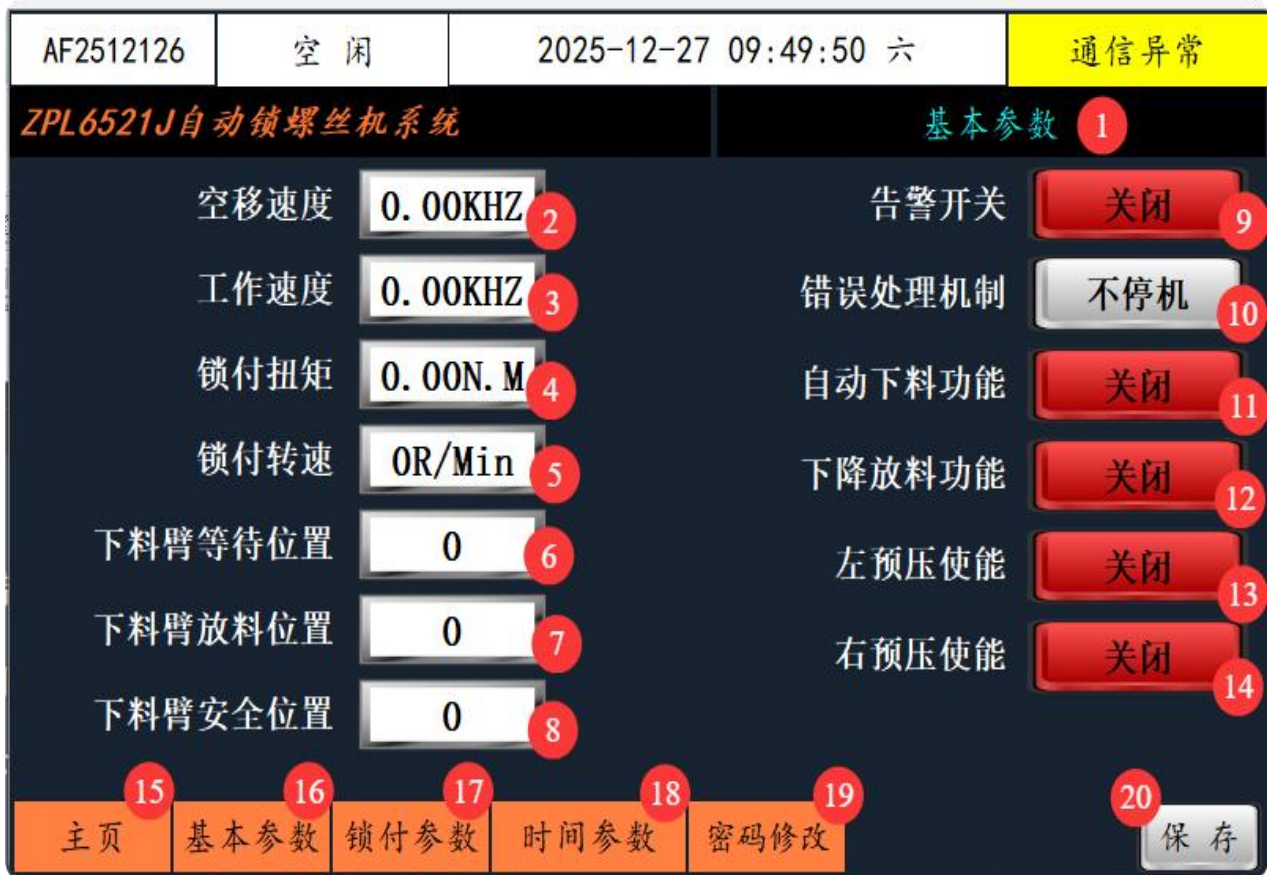 AF2512126 空 闲 2025-12-27 09:49:50 六 通信异常
ZPL6521J自动锁螺丝机系统 基本参数 1
空移速度 0.00KHZ 2 告警开关 关闭 9
工作速度 0.00KHZ 3 错误处理机制 不停机 10
锁付扭矩 0.00N.M 4 自动下料功能 关闭 11
锁付转速 0R/Min 5 下降放料功能 关闭 12
下料臂等待位置 0 6 左预压使能 关闭 13
下料臂放料位置 0 7 右预压使能 关闭 14
下料臂安全位置 0 8
15 16 17 18 19 20
主页 基本参数 锁付参数 时间参数 密码修改 保 存